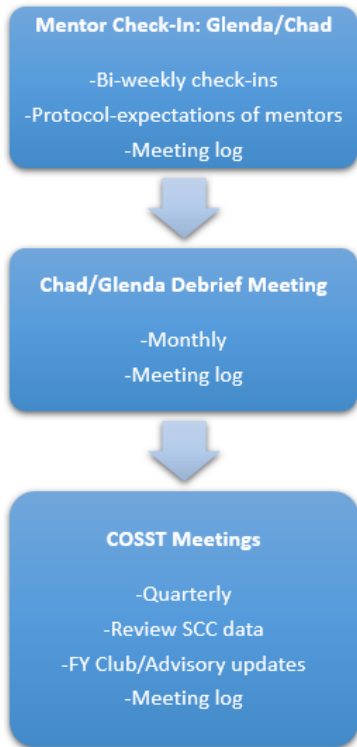 Mentor Check-In: Glenda/Chad
-Bi-weekly check-ins
-Protocol-expectations of mentors
-Meeting log
Chad/Glenda Debrief Meeting
-Monthly
-Meeting log
COSST Meetings
-Quarterly
-Review SCC data
-FY Club/Advisory updates
-Meeting log